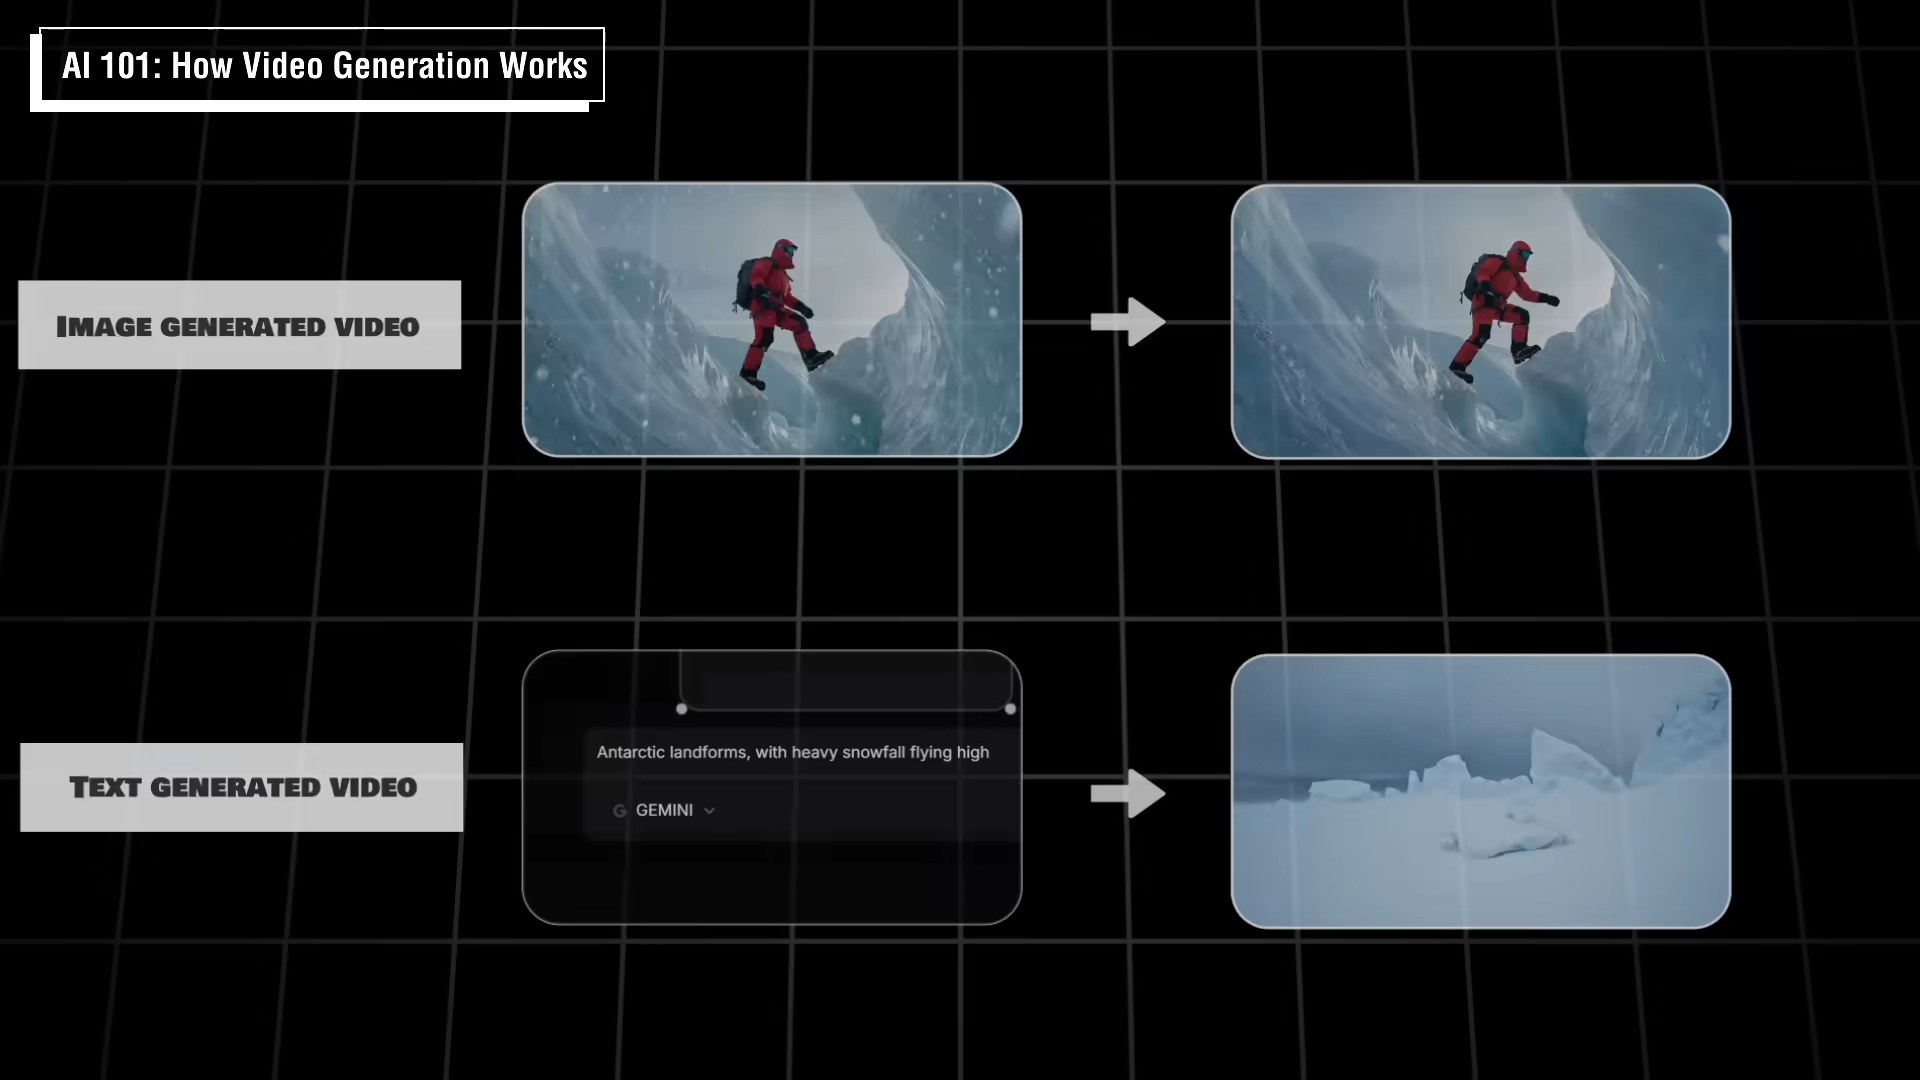 AI 101: How Video Generation Works
IMAGE GENERATED VIDEO
TEXT GENERATED VIDEO
Antarctic landforms, with heavy snowfall flying high
G GEMINI